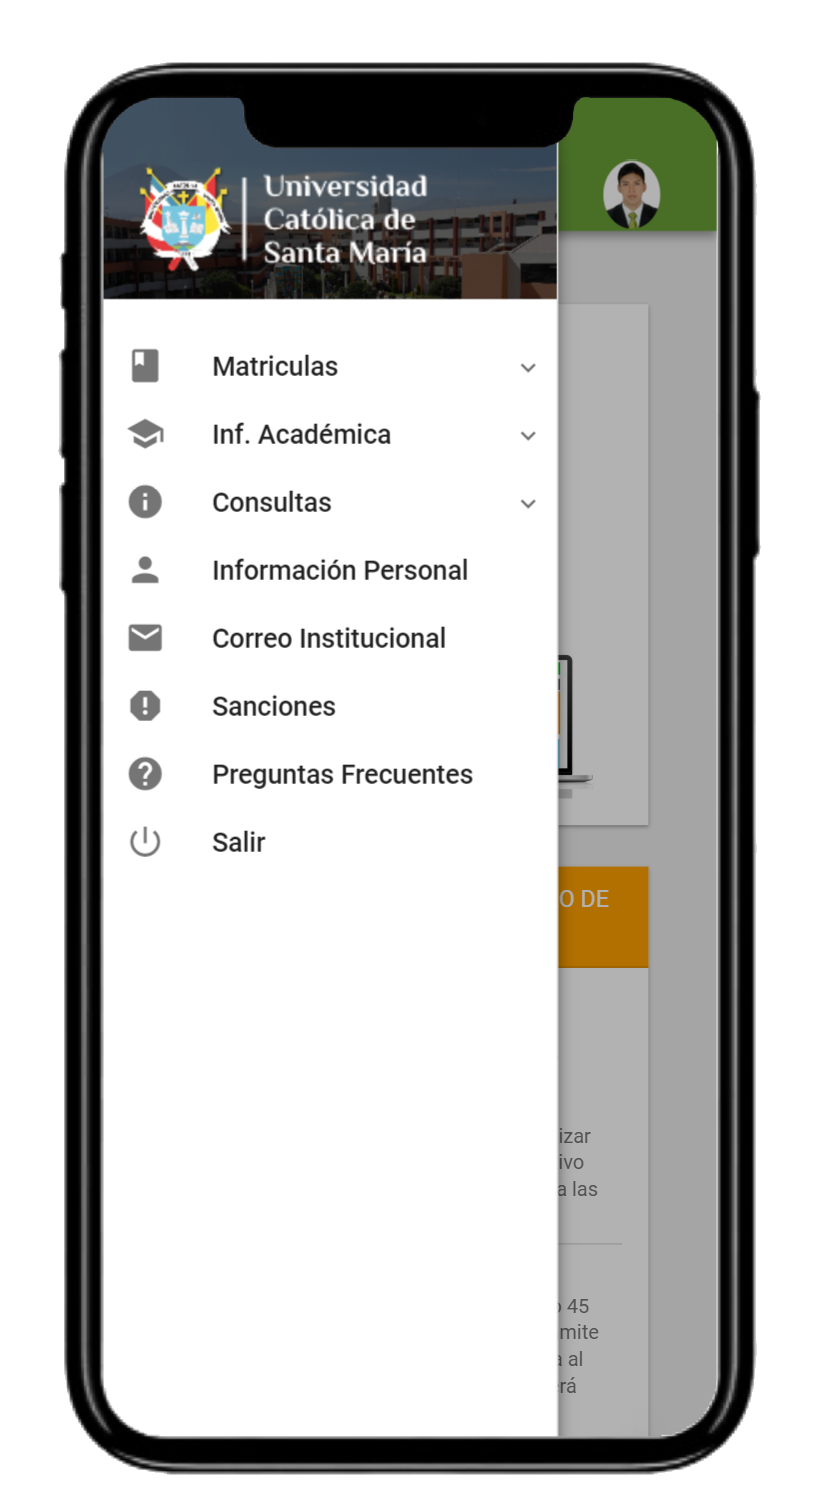 Universidad
Católica de
Santa María
Matriculas
Inf. Académica
Consultas
Información Personal
Correo Institucional
Sanciones
Preguntas Frecuentes
Salir
O DE
izar
ivo
a las
45
mite
al
rá